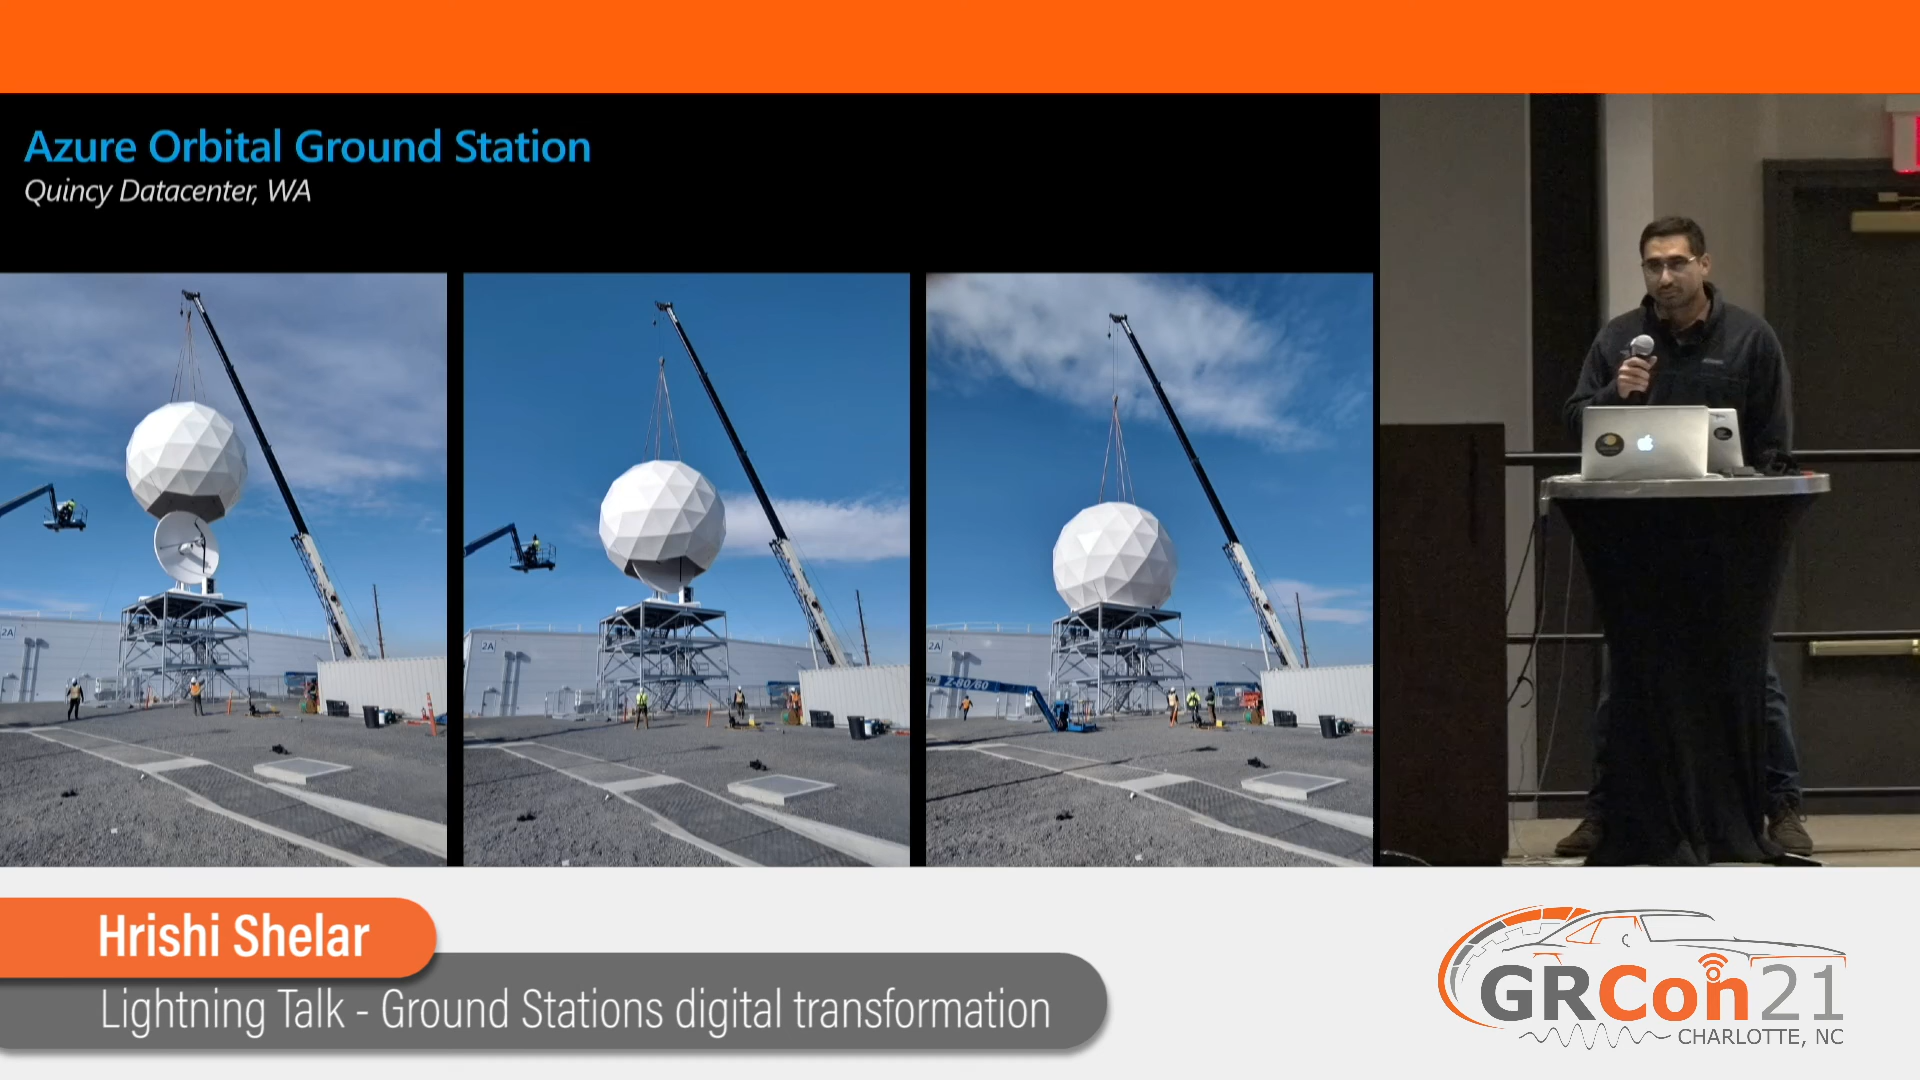 Azure Orbital Ground Station
Quincy Datacenter, WA
2A
2A
2A
Z-80/60
Hrishi Shelar
Lightning Talk - Ground Stations digital transformation
GRCon21
CHARLOTTE, NC